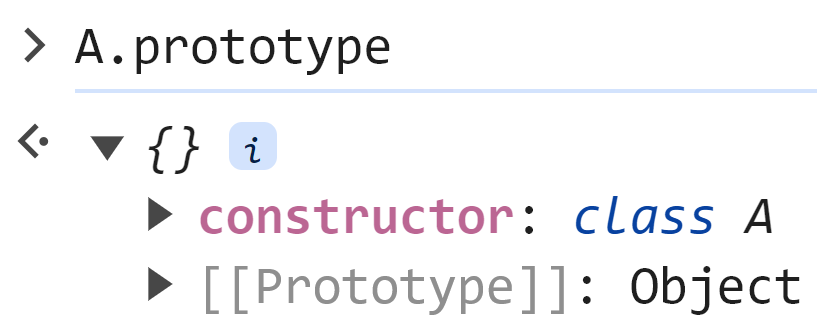 > A.prototype
{} i
constructor: class A
[[Prototype]]: Object